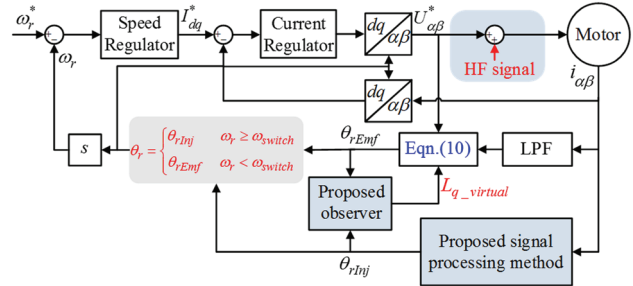 ω_r^* Speed Regulator I_dq^* Current Regulator dq αβ U_αβ^* Motor
− − + +
ω_r HF signal i_αβ
dq αβ
s θ_r = { θ_rInj ω_r ≥ ω_switch θ_rEmf Eqn.(10) LPF
θ_rEmf ω_r < ω_switch
Proposed observer L_q_virtual
θ_rInj Proposed signal processing method